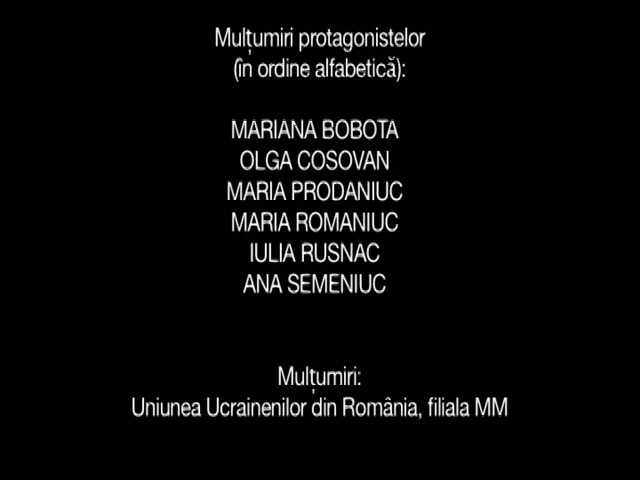 Mulțumiri protagonistelor
(în ordine alfabetică):
MARIANA BOBOTA
OLGA COSOVAN
MARIA PRODANIUC
MARIA ROMANIUC
IULIA RUSNAC
ANA SEMENIUC
Mulțumiri:
Uniunea Ucrainenilor din România, filiala MM